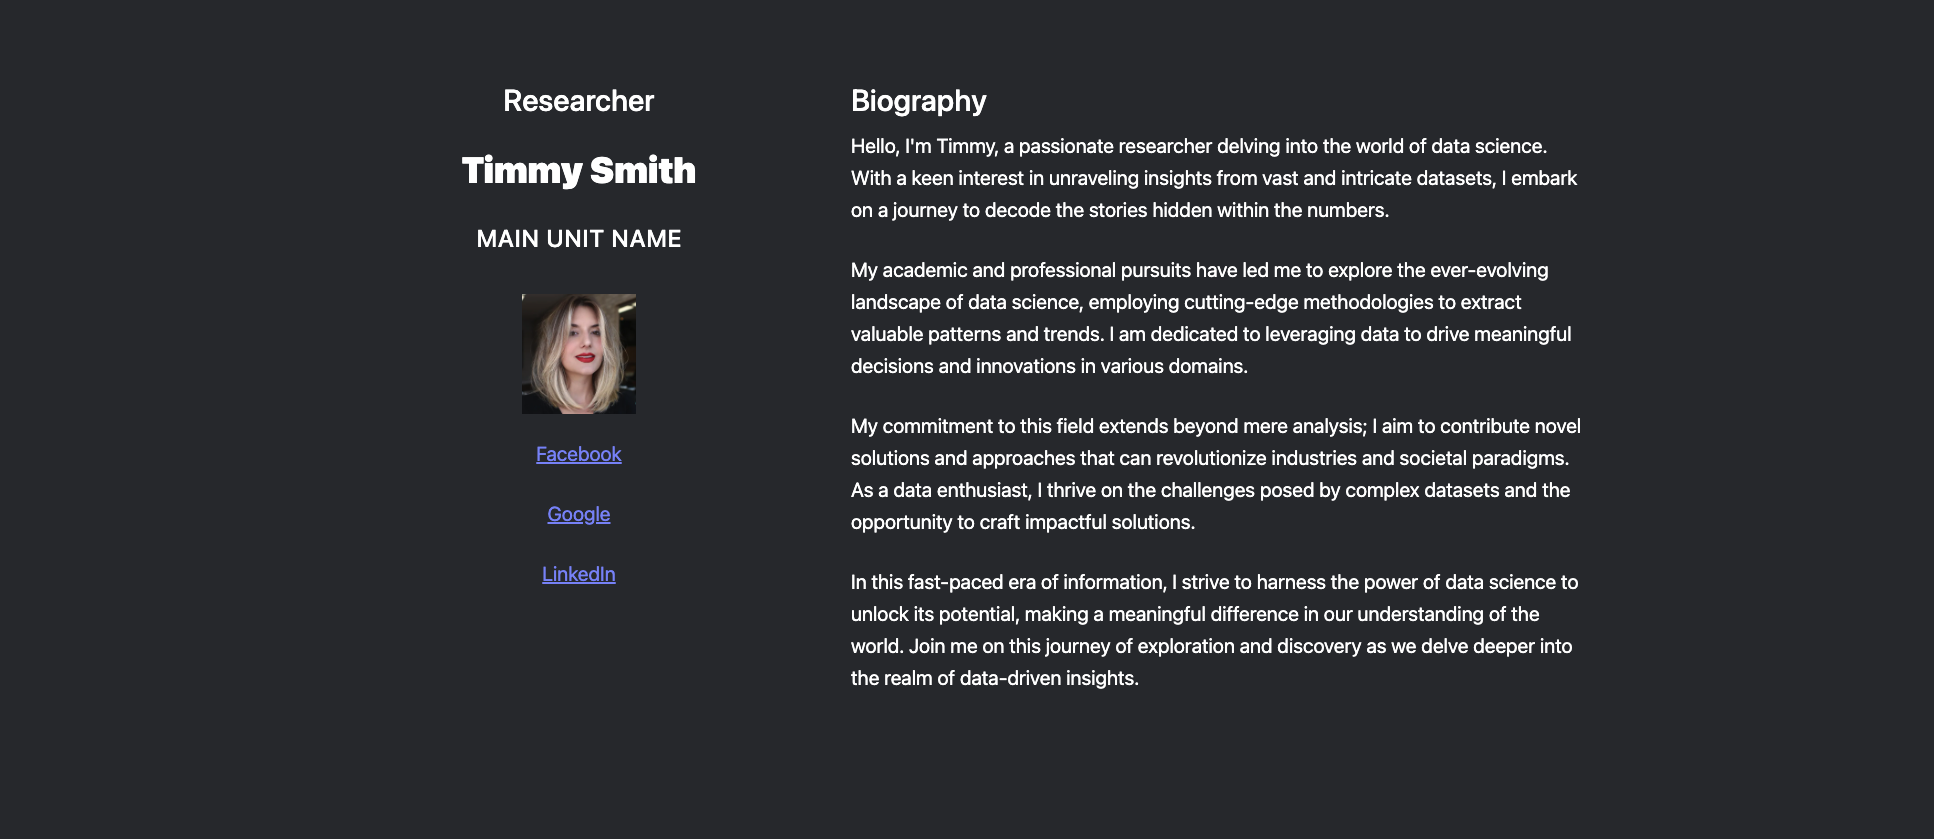 Researcher
Timmy Smith
MAIN UNIT NAME
Facebook
Google
LinkedIn
Biography
Hello, I'm Timmy, a passionate researcher delving into the world of data science.
With a keen interest in unraveling insights from vast and intricate datasets, I embark
on a journey to decode the stories hidden within the numbers.
My academic and professional pursuits have led me to explore the ever-evolving
landscape of data science, employing cutting-edge methodologies to extract
valuable patterns and trends. I am dedicated to leveraging data to drive meaningful
decisions and innovations in various domains.
My commitment to this field extends beyond mere analysis; I aim to contribute novel
solutions and approaches that can revolutionize industries and societal paradigms.
As a data enthusiast, I thrive on the challenges posed by complex datasets and the
opportunity to craft impactful solutions.
In this fast-paced era of information, I strive to harness the power of data science to
unlock its potential, making a meaningful difference in our understanding of the
world. Join me on this journey of exploration and discovery as we delve deeper into
the realm of data-driven insights.